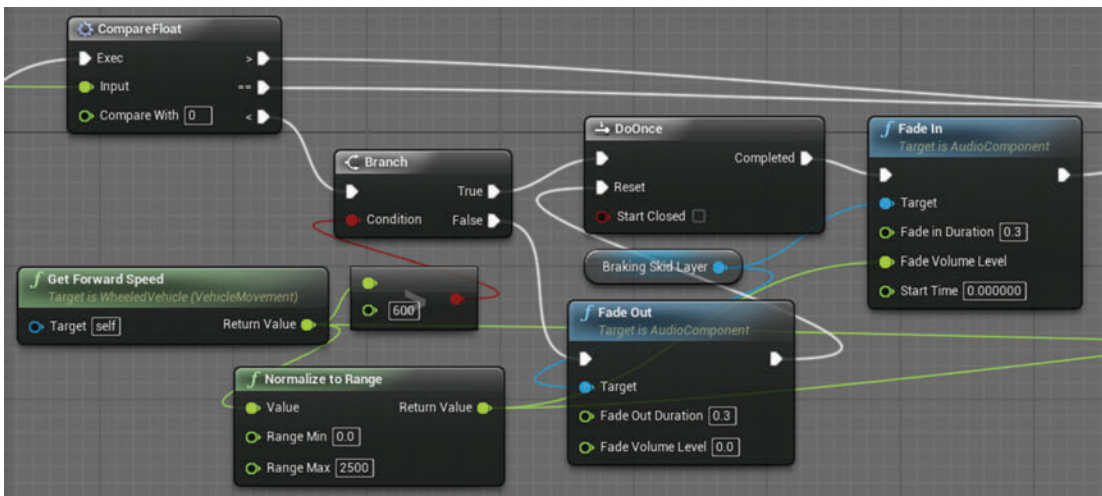 CompareFloat
Exec >
Input ==
Compare With 0 <
Branch
True
Condition False
DoOnce
Completed
Reset
Start Closed
Fade In
Target is AudioComponent
Target
Fade in Duration 0.3
Fade Volume Level
Start Time 0.000000
Braking Skid Layer
Get Forward Speed
Target is WheeledVehicle (VehicleMovement)
Target self Return Value
>
600
Fade Out
Target is AudioComponent
Target
Fade Out Duration 0.3
Fade Volume Level 0.0
Normalize to Range
Value Return Value
Range Min 0.0
Range Max 2500